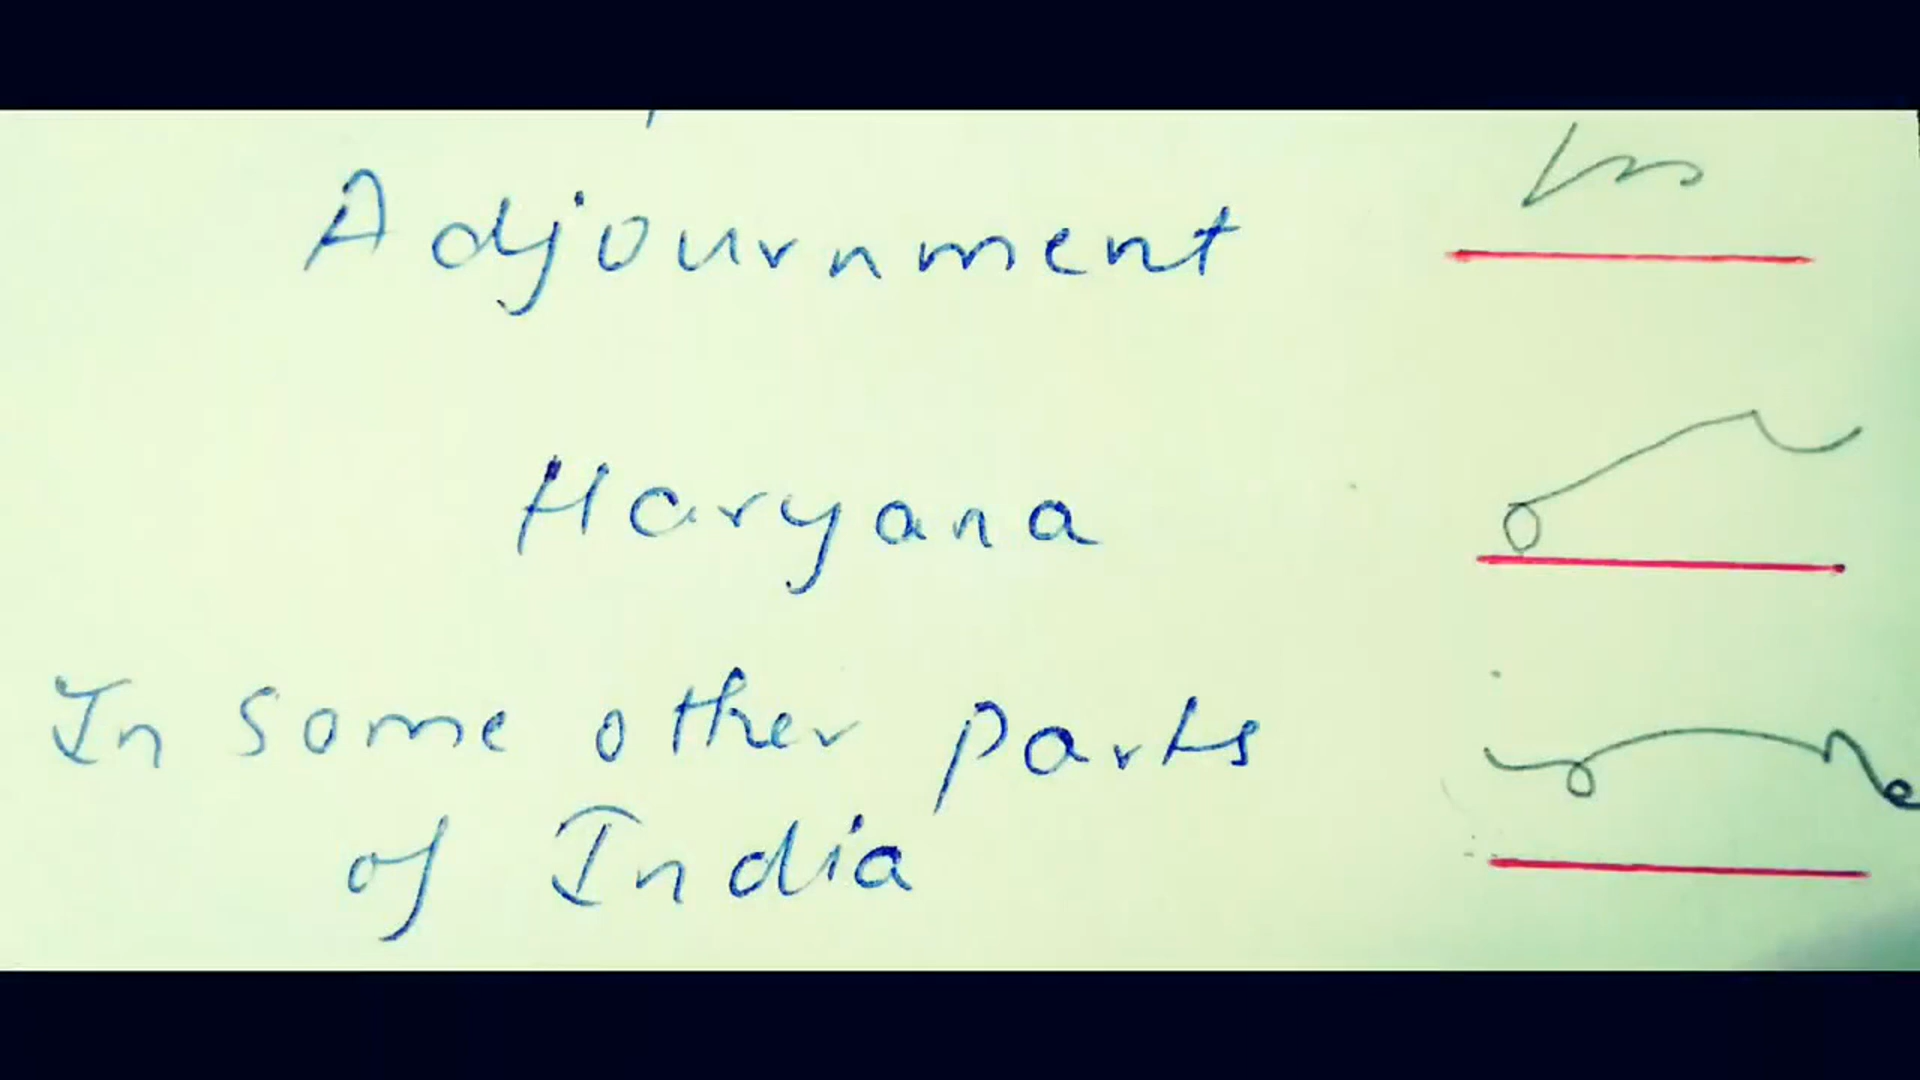 Adjournment
Haryana
In some other parts
of India